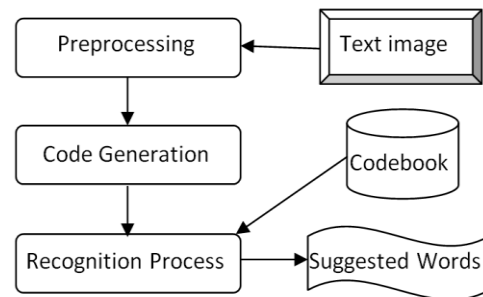 Preprocessing
Text image
Code Generation
Codebook
Recognition Process
Suggested Words